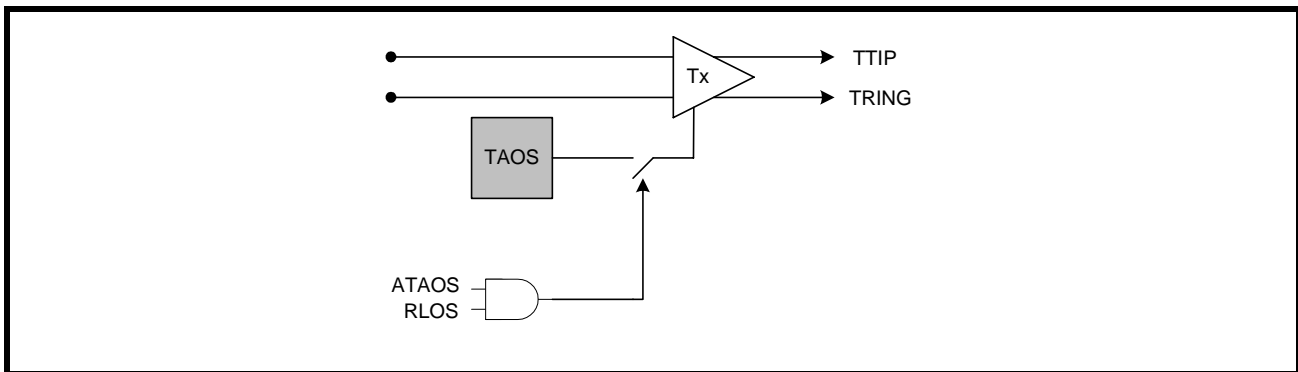 TTIP
Tx
TRING
TAOS
ATAOS
RLOS